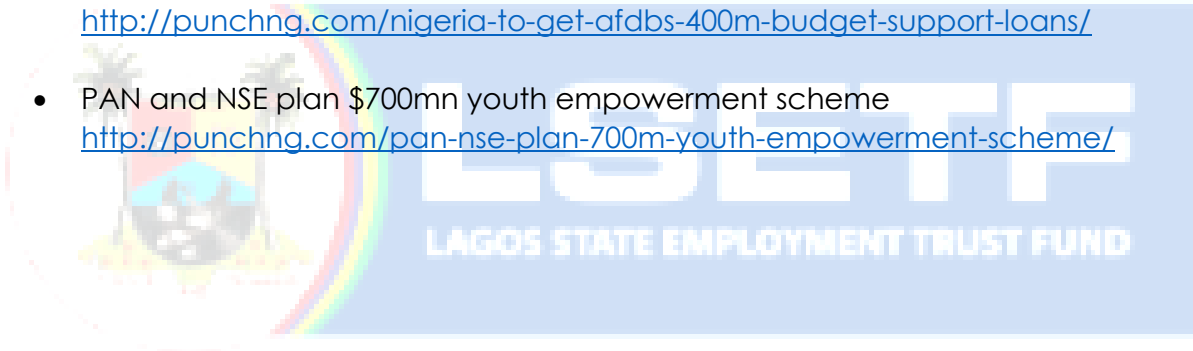 http://punchng.com/nigeria-to-get-afdbs-400m-budget-support-loans/
• PAN and NSE plan $700mn youth empowerment scheme
http://punchng.com/pan-nse-plan-700m-youth-empowerment-scheme/
LSETF
LAGOS STATE EMPLOYMENT TRUST FUND